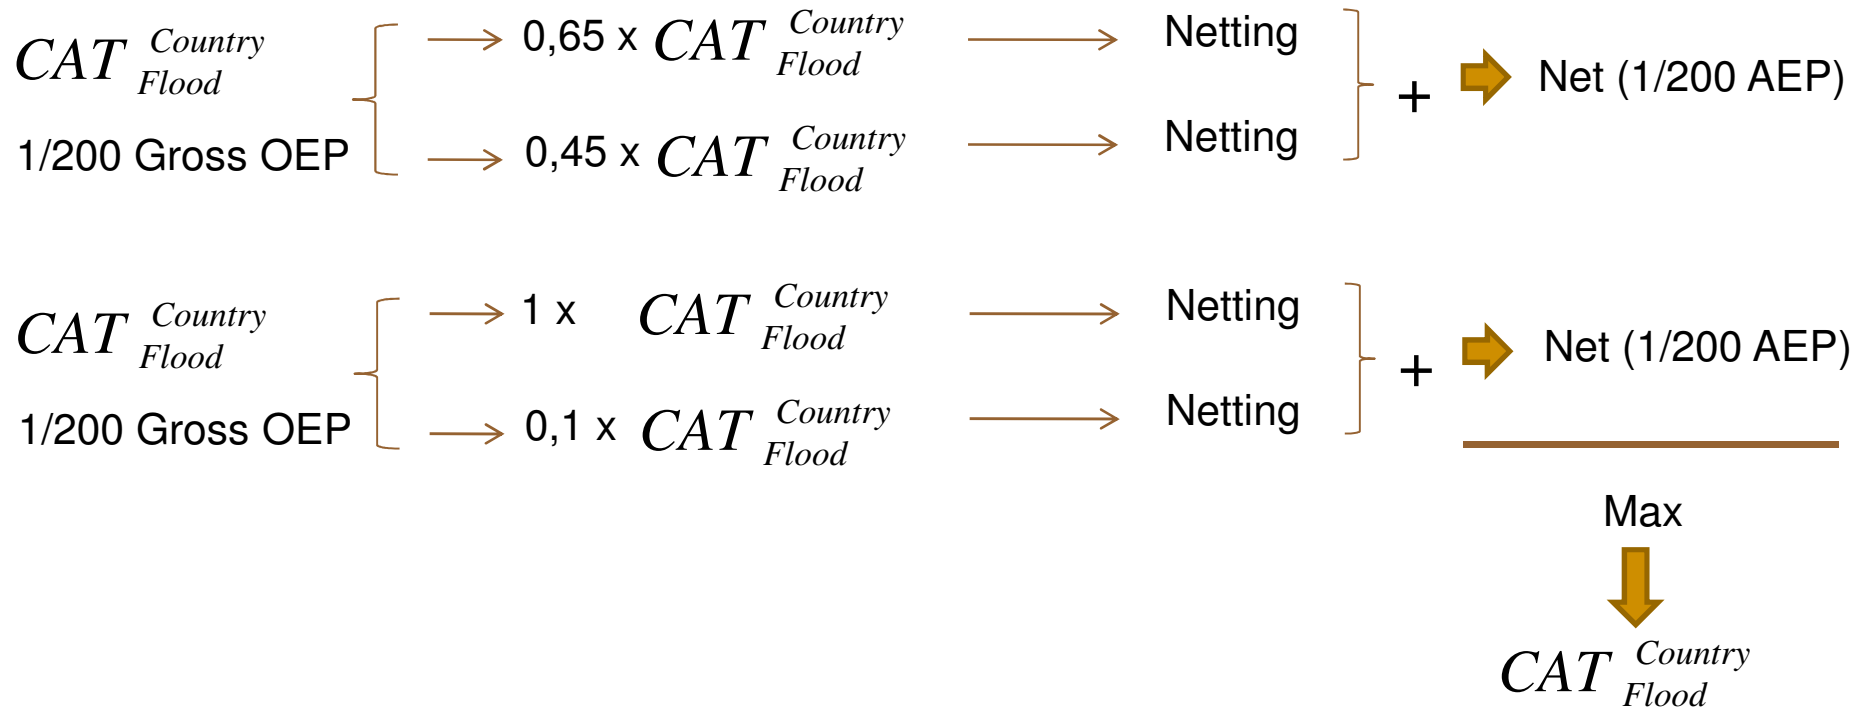 CAT Country Flood
1/200 Gross OEP
0,65 x CAT Country Flood
Netting
0,45 x CAT Country Flood
Netting
+
Net (1/200 AEP)
CAT Country Flood
1/200 Gross OEP
1 x CAT Country Flood
Netting
0,1 x CAT Country Flood
Netting
+
Net (1/200 AEP)
Max
CAT Country Flood